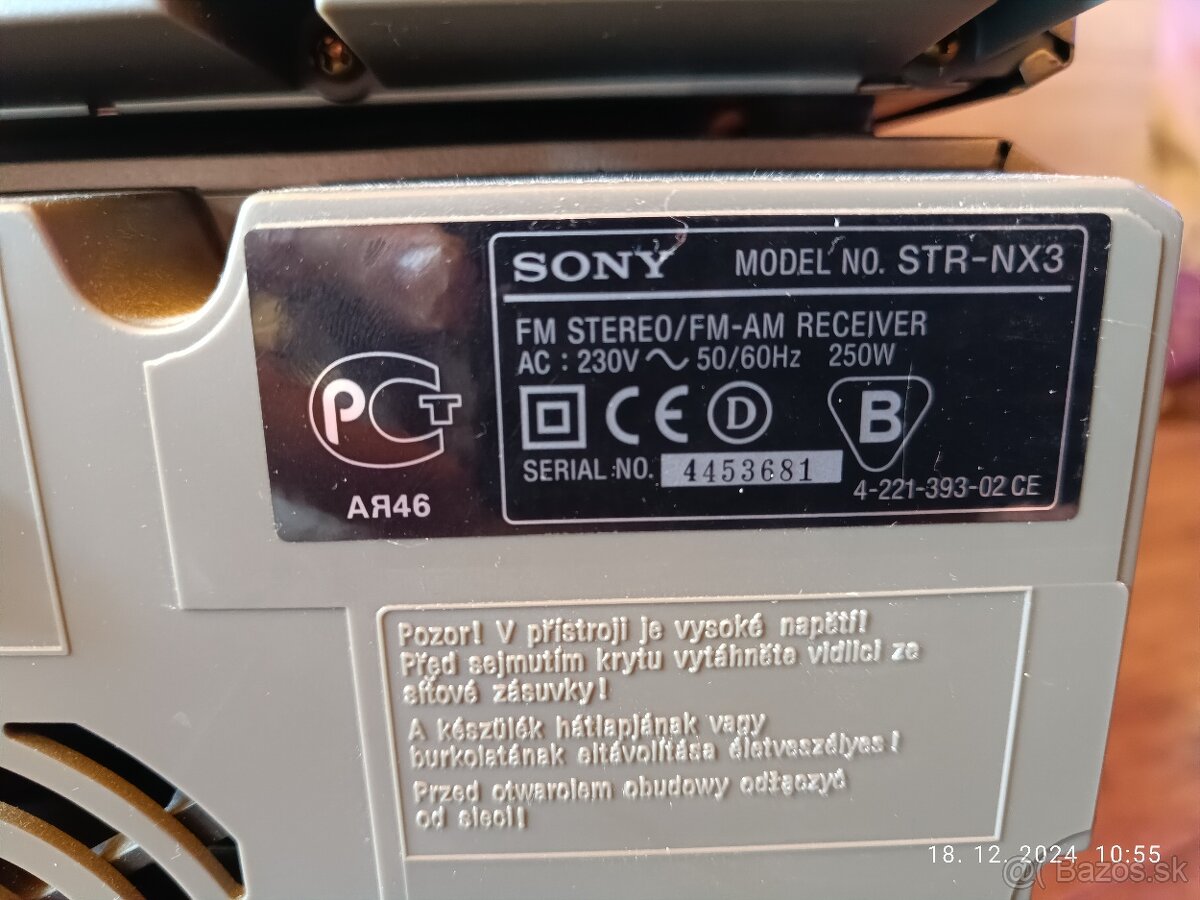 SONY MODEL NO. STR-NX3
FM STEREO/FM-AM RECEIVER
AC : 230V ~ 50/60Hz 250W
CE D B
SERIAL NO. 4453681
4-221-393-02 CE
РСТ
АЯ46
Pozor! V přístroji je vysoké napětí!
Před sejmutím krytu vytáhněte vidlici ze
síťové zásuvky!
A készülék hátlapjának vagy
burkolatának eltávolítása életveszélyes!
Przed otwarciem obudowy odłączyć
od sieci!
18. 12. 2024 10:55
@( Bazos.sk